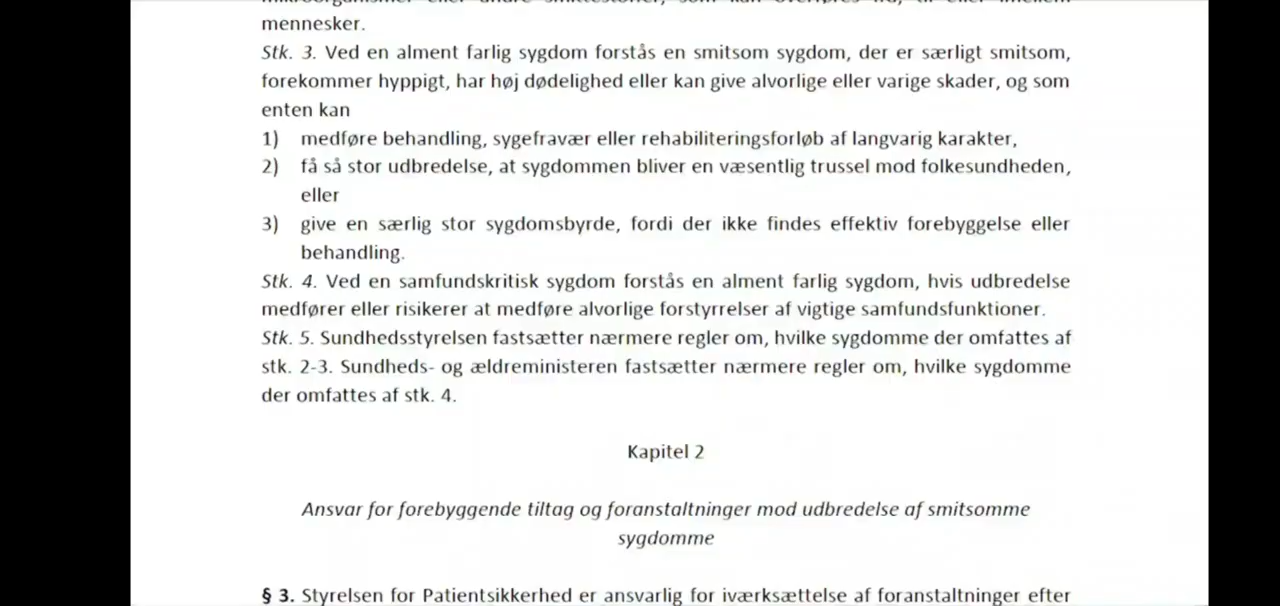 mennesker.
Stk. 3. Ved en alment farlig sygdom forstås en smitsom sygdom, der er særligt smitsom,
forekommer hyppigt, har høj dødelighed eller kan give alvorlige eller varige skader, og som
enten kan
1) medføre behandling, sygefravær eller rehabiliteringsforløb af langvarig karakter,
2) få så stor udbredelse, at sygdommen bliver en væsentlig trussel mod folkesundheden,
eller
3) give en særlig stor sygdomsbyrde, fordi der ikke findes effektiv forebyggelse eller
behandling.
Stk. 4. Ved en samfundskritisk sygdom forstås en alment farlig sygdom, hvis udbredelse
medfører eller risikerer at medføre alvorlige forstyrrelser af vigtige samfundsfunktioner.
Stk. 5. Sundhedsstyrelsen fastsætter nærmere regler om, hvilke sygdomme der omfattes af
stk. 2-3. Sundheds- og ældreministeren fastsætter nærmere regler om, hvilke sygdomme
der omfattes af stk. 4.
Kapitel 2
Ansvar for forebyggende tiltag og foranstaltninger mod udbredelse af smitsomme
sygdomme
§ 3. Styrelsen for Patientsikkerhed er ansvarlig for iværksættelse af foranstaltninger efter